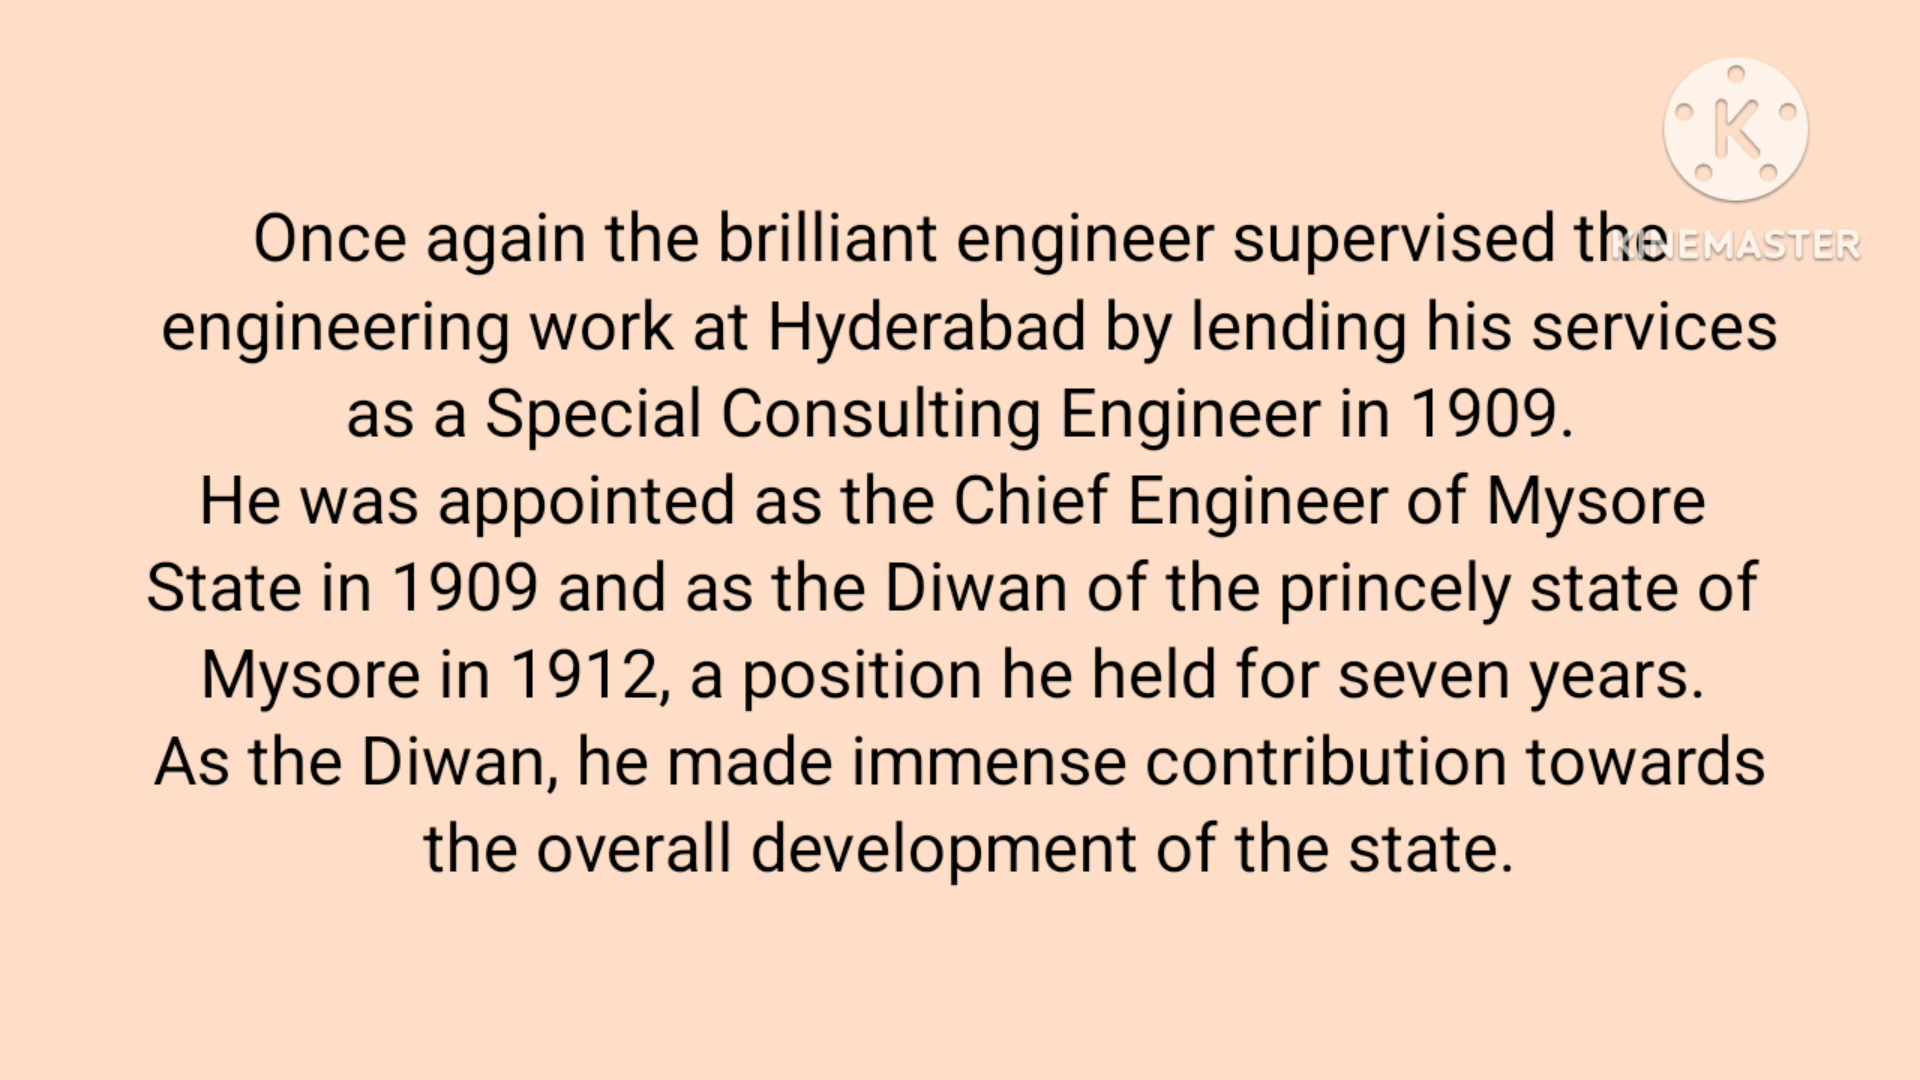 K
KINEMASTER
Once again the brilliant engineer supervised the
engineering work at Hyderabad by lending his services
as a Special Consulting Engineer in 1909.
He was appointed as the Chief Engineer of Mysore
State in 1909 and as the Diwan of the princely state of
Mysore in 1912, a position he held for seven years.
As the Diwan, he made immense contribution towards
the overall development of the state.